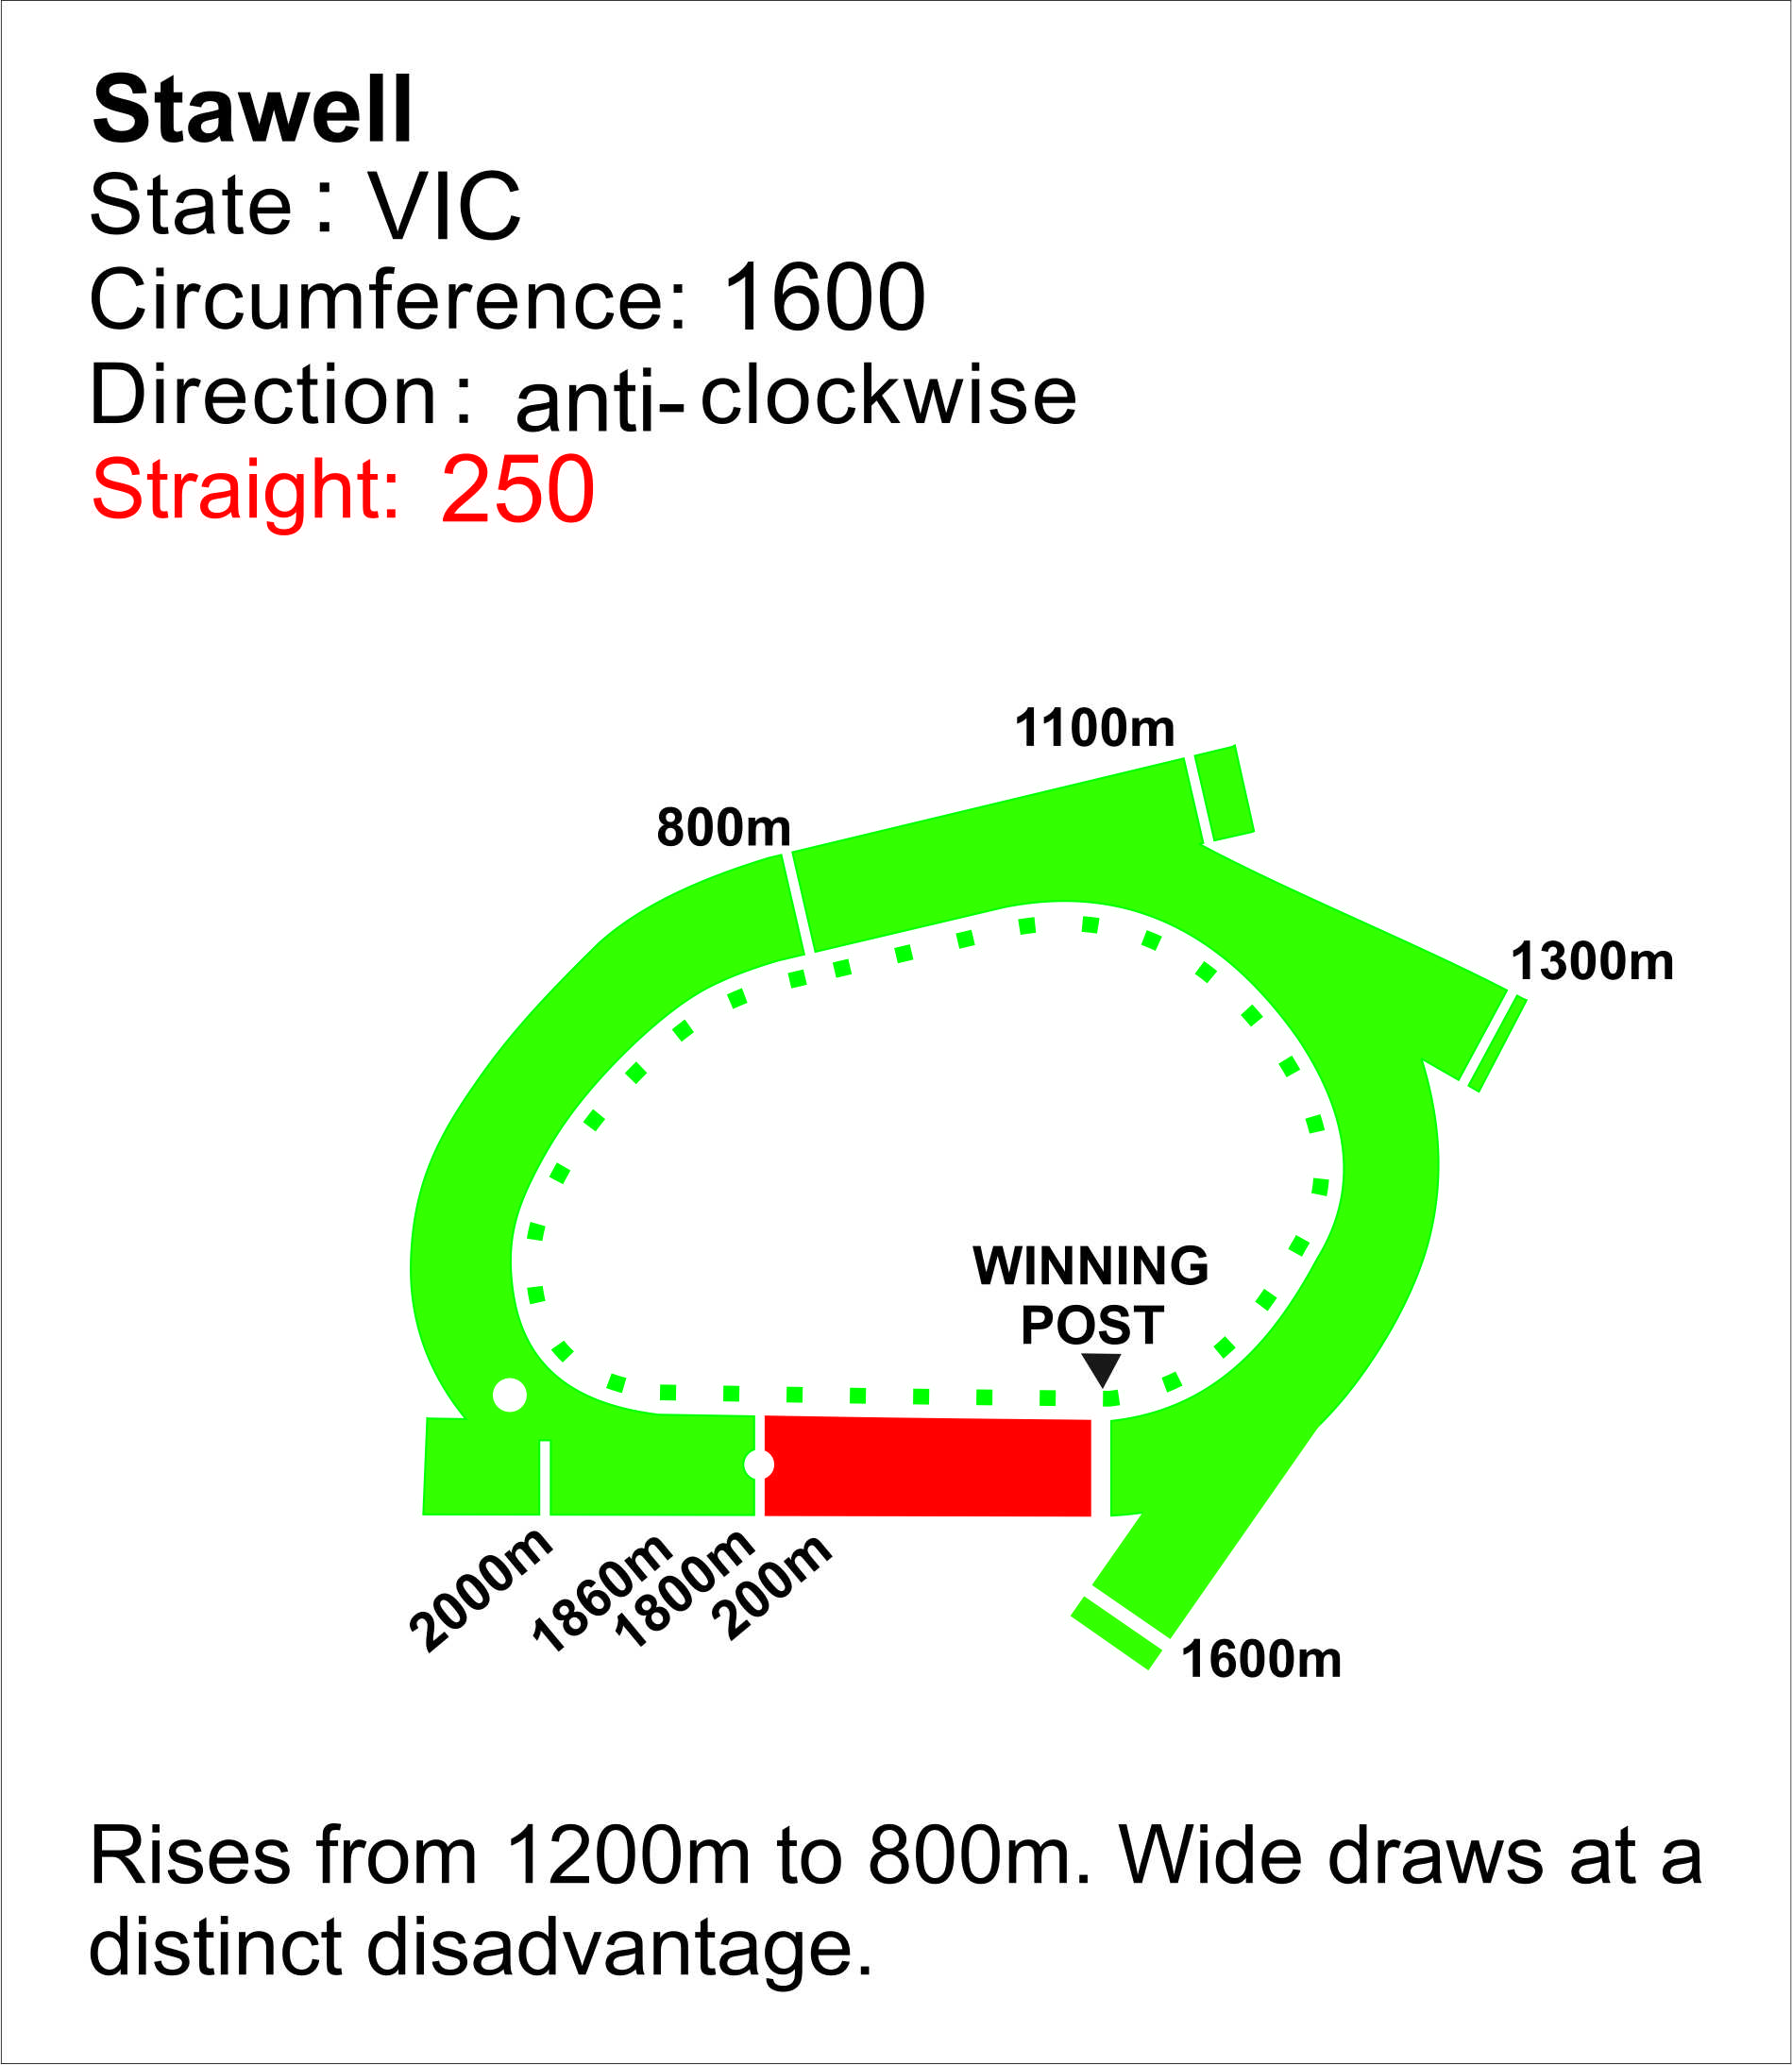 Stawell
State : VIC
Circumference: 1600
Direction : anti-clockwise
Straight: 250
1100m
800m
1300m
WINNING
POST
2000m
1860m
1800m
200m
1600m
Rises from 1200m to 800m. Wide draws at a
distinct disadvantage.